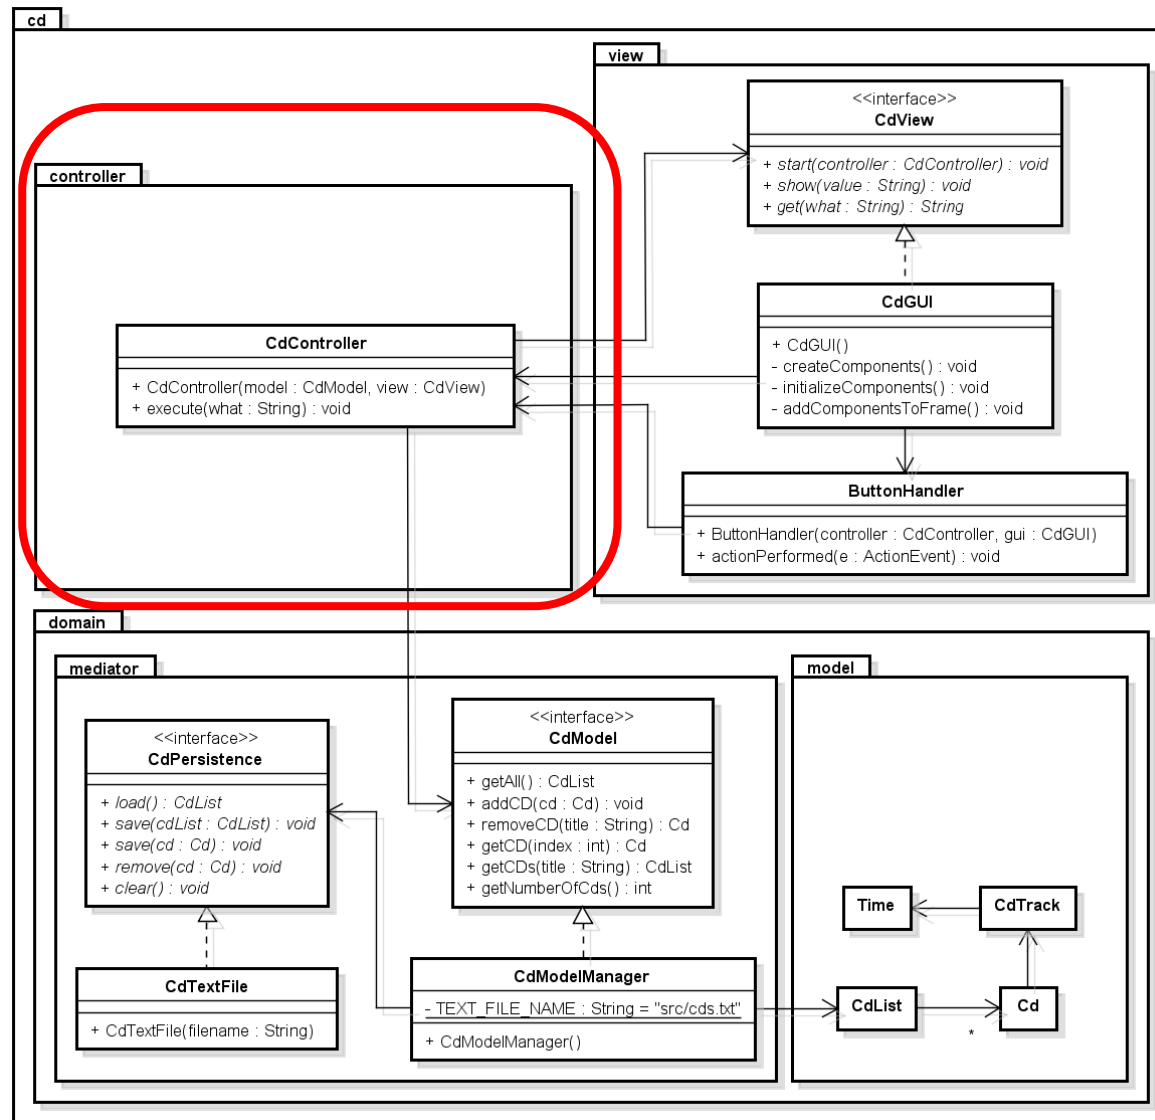 cd
view
<<interface>>
CdView
+ start(controller : CdController) : void
+ show(value : String) : void
+ get(what : String) : String
controller
CdController
+ CdController(model : CdModel, view : CdView)
+ execute(what : String) : void
CdGUI
+ CdGUI()
- createComponents() : void
- initializeComponents() : void
- addComponentsToFrame() : void
ButtonHandler
+ ButtonHandler(controller : CdController, gui : CdGUI)
+ actionPerformed(e : ActionEvent) : void
domain
mediator
<<interface>>
CdPersistence
+ load() : CdList
+ save(cdList : CdList) : void
+ save(cd : Cd) : void
+ remove(cd : Cd) : void
+ clear() : void
<<interface>>
CdModel
+ getAll() : CdList
+ addCD(cd : Cd) : void
+ removeCD(title : String) : Cd
+ getCD(index : int) : Cd
+ getCDs(title : String) : CdList
+ getNumberOfCds() : int
CdTextFile
+ CdTextFile(filename : String)
CdModelManager
- TEXT_FILE_NAME : String = "src/cds.txt"
+ CdModelManager()
model
Time
CdTrack
CdList
*
Cd